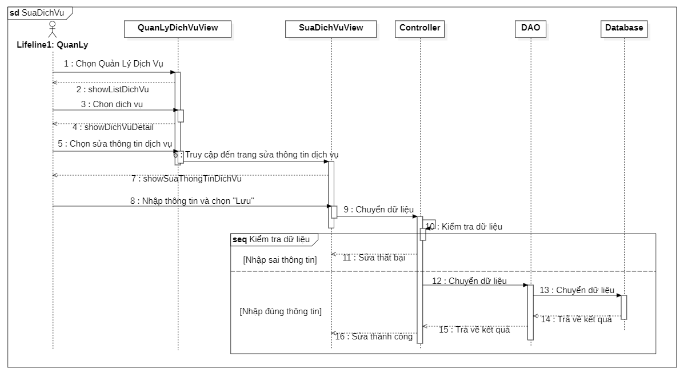 sd SuaDichVu
QuanLyDichVuView
SuaDichVuView
Controller
DAO
Database
Lifeline1: QuanLy
1 : Chọn Quản Lý Dịch Vụ
2 : showListDichVu
3 : Chọn dịch vụ
4 : showDichVuDetail
5 : Chọn sửa thông tin dịch vụ
6 : Truy cập đến trang sửa thông tin dịch vụ
7 : showSuaThongTinDichVu
8 : Nhập thông tin và chọn "Lưu"
9 : Chuyển dữ liệu
10 : Kiểm tra dữ liệu
seq Kiểm tra dữ liệu
[Nhập sai thông tin]
11 : Sửa thất bại
12 : Chuyển dữ liệu
13 : Chuyển dữ liệu
[Nhập đúng thông tin]
14 : Trả về kết quả
15 : Trả về kết quả
16 : Sửa thành công